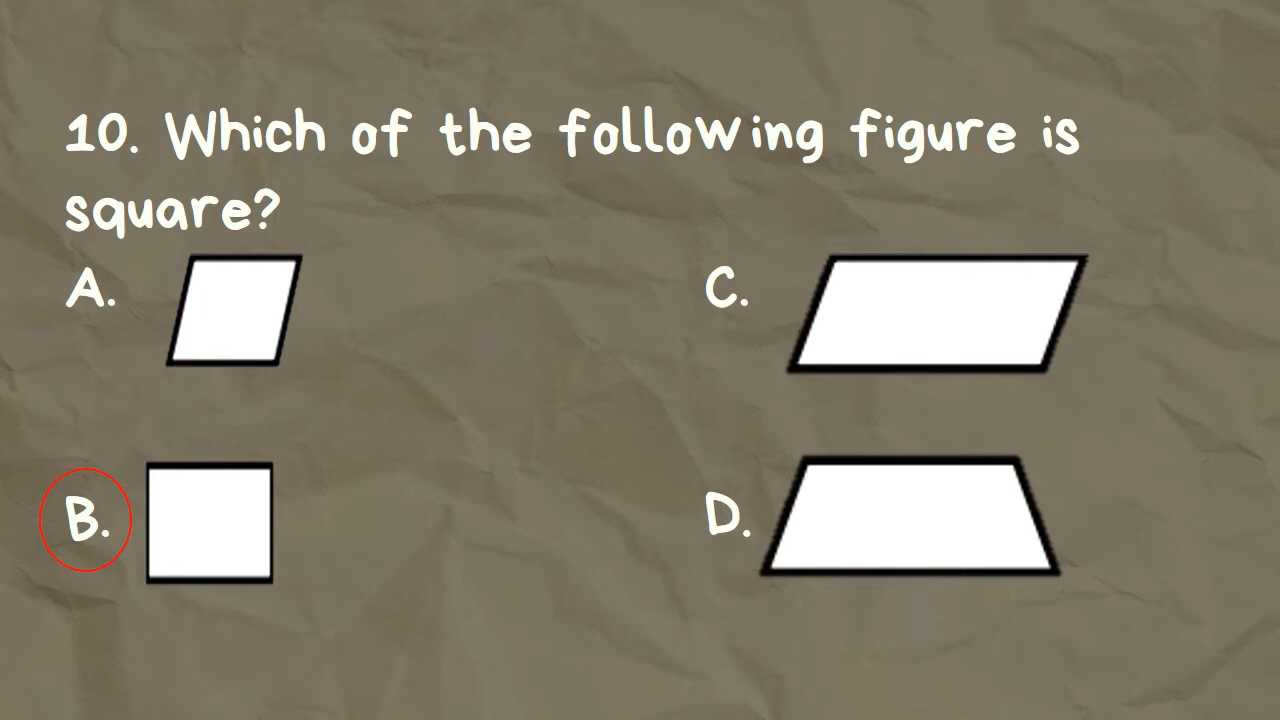 10. Which of the following figure is
square?
A.
C.
B.
D.